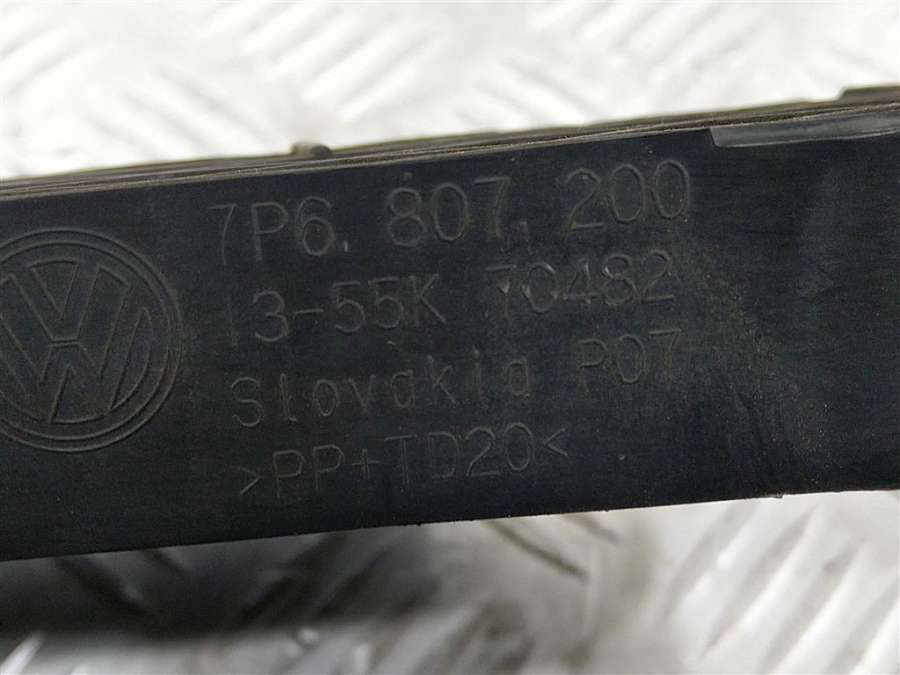 7P6. 807. 200
13-55K 70482
Slovakia P07
>PP+TD20<